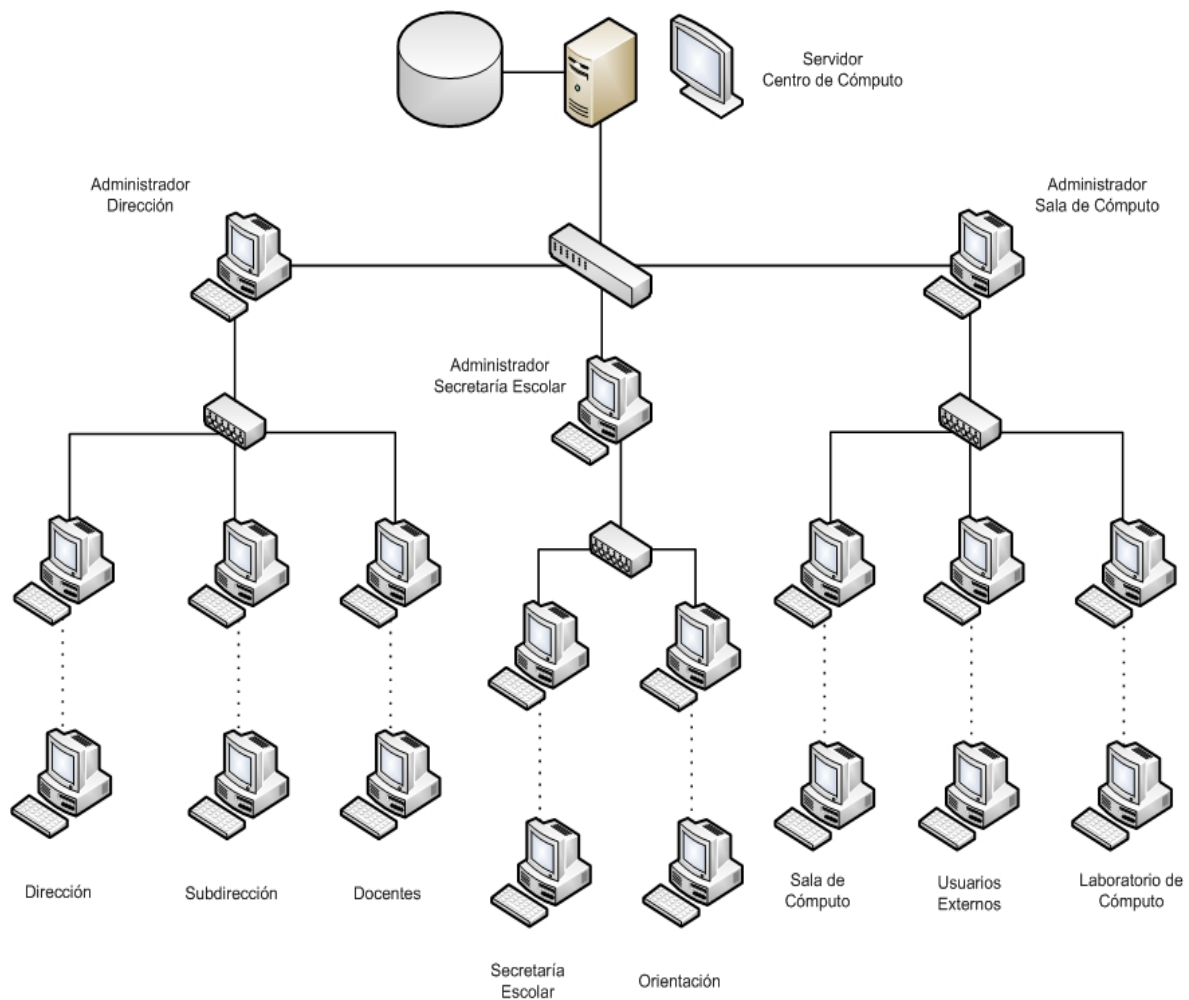 Servidor
Centro de Cómputo
Administrador
Dirección
Administrador
Sala de Cómputo
Administrador
Secretaría Escolar
Dirección
Subdirección
Docentes
Sala de
Cómputo
Usuarios
Externos
Laboratorio de
Cómputo
Secretaría
Escolar
Orientación